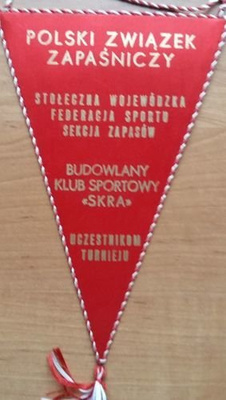 POLSKI ZWIĄZEK
ZAPAŚNICZY
STOŁECZNA WOJEWÓDZKA
FEDERACJA SPORTU
SEKCJA ZAPASÓW
BUDOWLANY
KLUB SPORTOWY
«SKRA»
UCZESTNIKOM
TURNIEJU